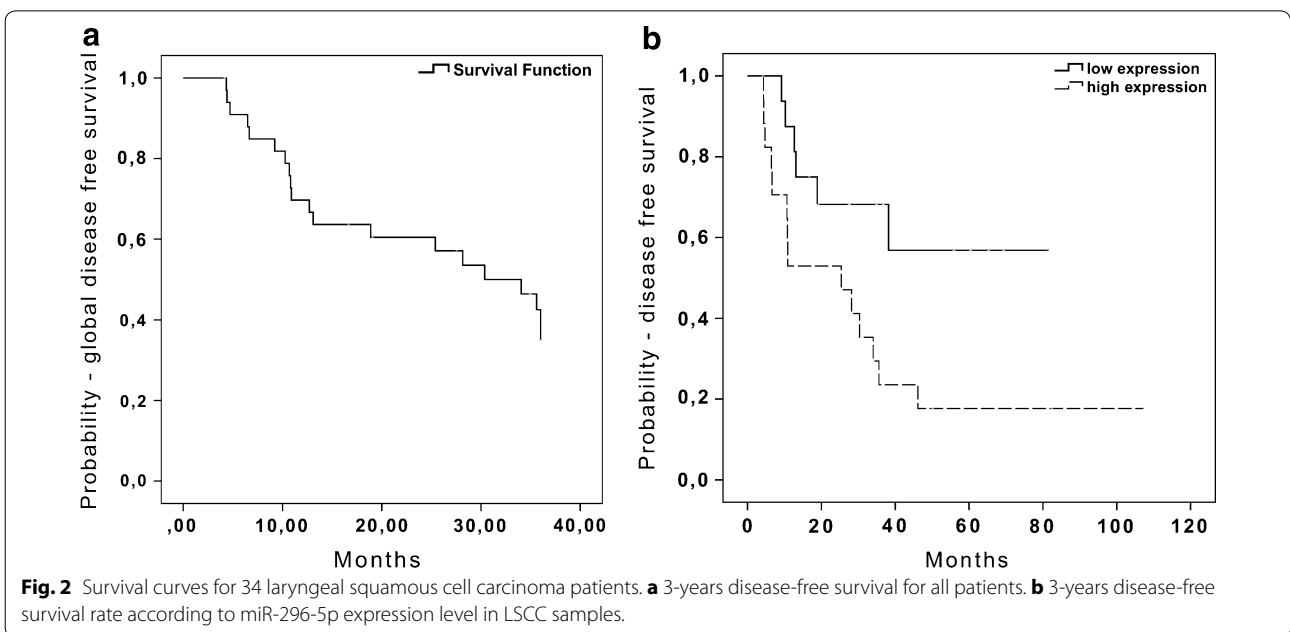 a
Probability - global disease free survival
1,0
0,8
0,6
0,4
0,2
0,0
Survival Function
,00 10,00 20,00 30,00 40,00
Months
b
Probability - disease free survival
1,0
0,8
0,6
0,4
0,2
0,0
low expression
high expression
0 20 40 60 80 100 120
Months
Fig. 2 Survival curves for 34 laryngeal squamous cell carcinoma patients. a 3-years disease-free survival for all patients. b 3-years disease-free
survival rate according to miR-296-5p expression level in LSCC samples.